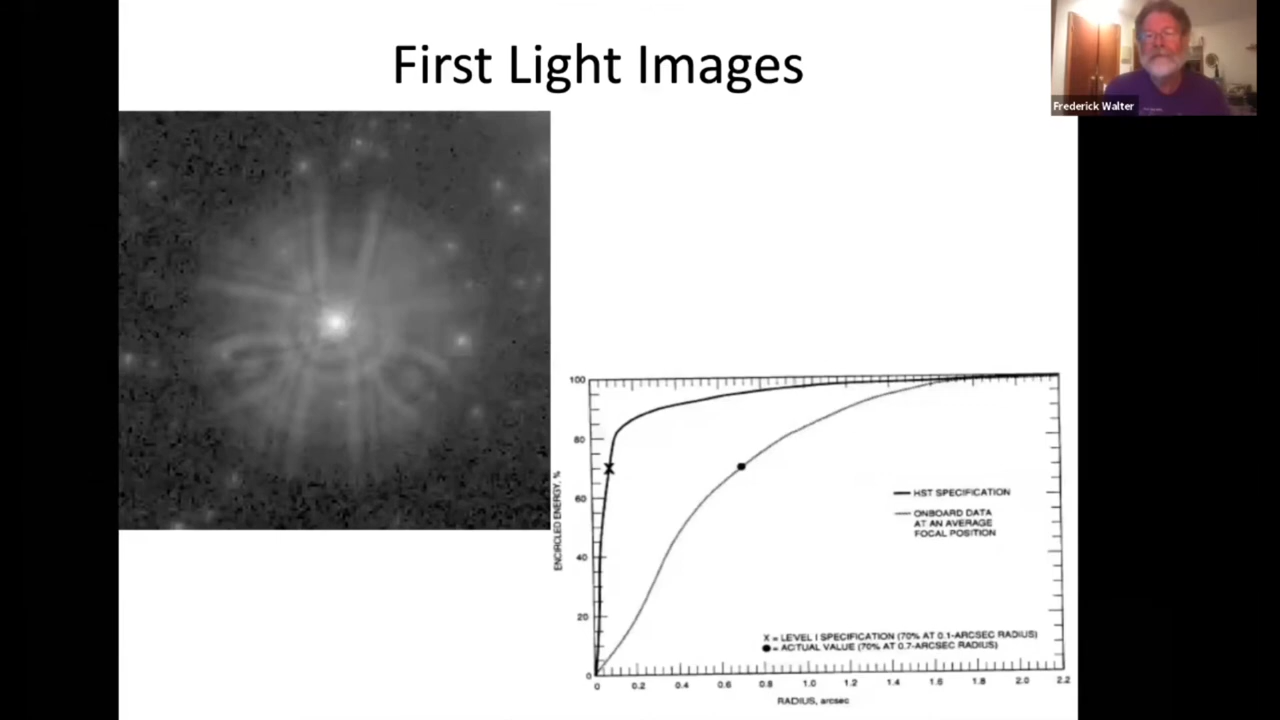 First Light Images
Frederick Walter
100
80
60
40
20
0
ENCIRCLED ENERGY, %
HST SPECIFICATION
ONBOARD DATA
AT AN AVERAGE
FOCAL POSITION
X = LEVEL I SPECIFICATION (70% AT 0.1-ARCSEC RADIUS)
● = ACTUAL VALUE (70% AT 0.7-ARCSEC RADIUS)
0 0.2 0.4 0.6 0.8 1.0 1.2 1.4 1.6 1.8 2.0 2.2
RADIUS, arcsec